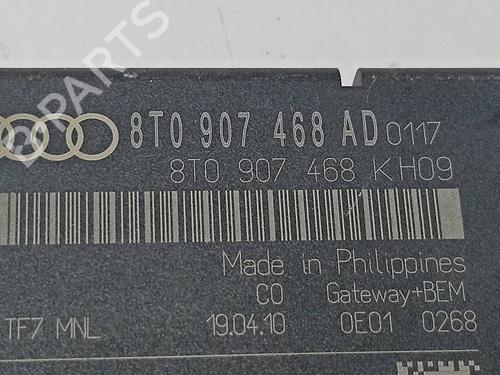 8T0 907 468 AD 0117
8T0 907 468 K H09
Made in Philippines
C0 Gateway+BEM
TF7 MNL 19.04.10 0E01 0268